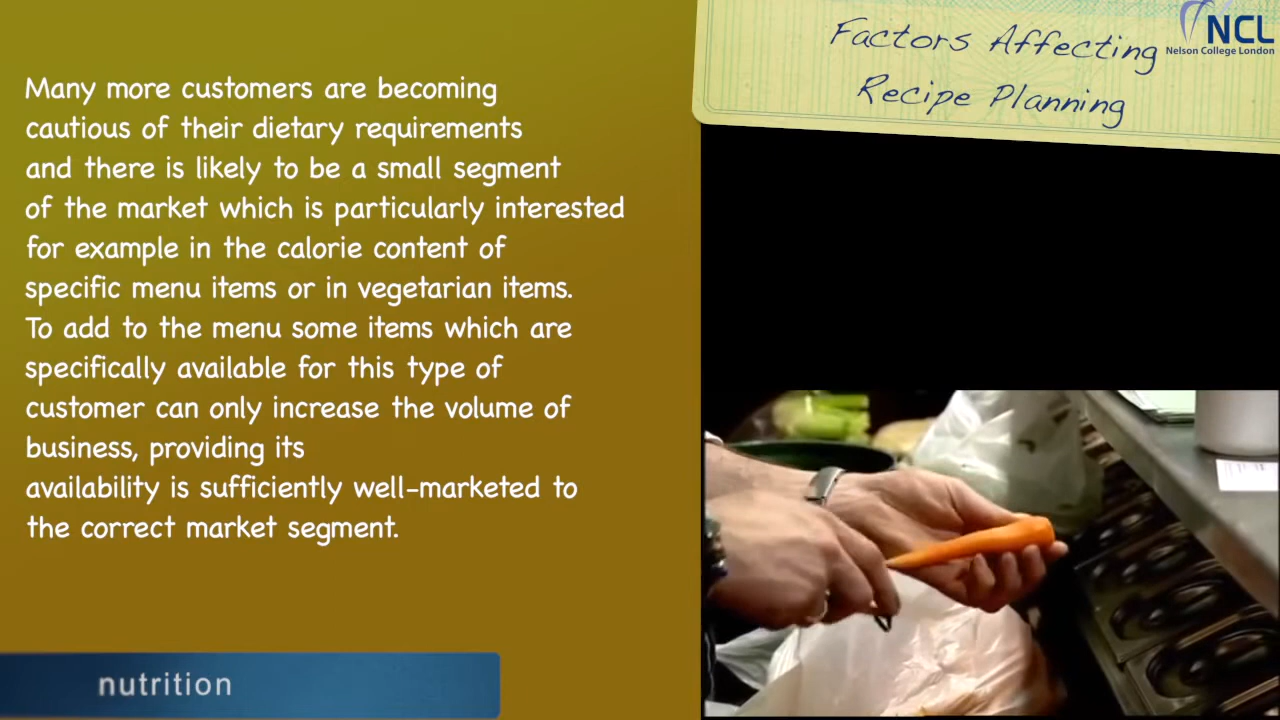 Factors Affecting
Recipe Planning
NCL
Nelson College London
Many more customers are becoming
cautious of their dietary requirements
and there is likely to be a small segment
of the market which is particularly interested
for example in the calorie content of
specific menu items or in vegetarian items.
To add to the menu some items which are
specifically available for this type of
customer can only increase the volume of
business, providing its
availability is sufficiently well-marketed to
the correct market segment.
nutrition